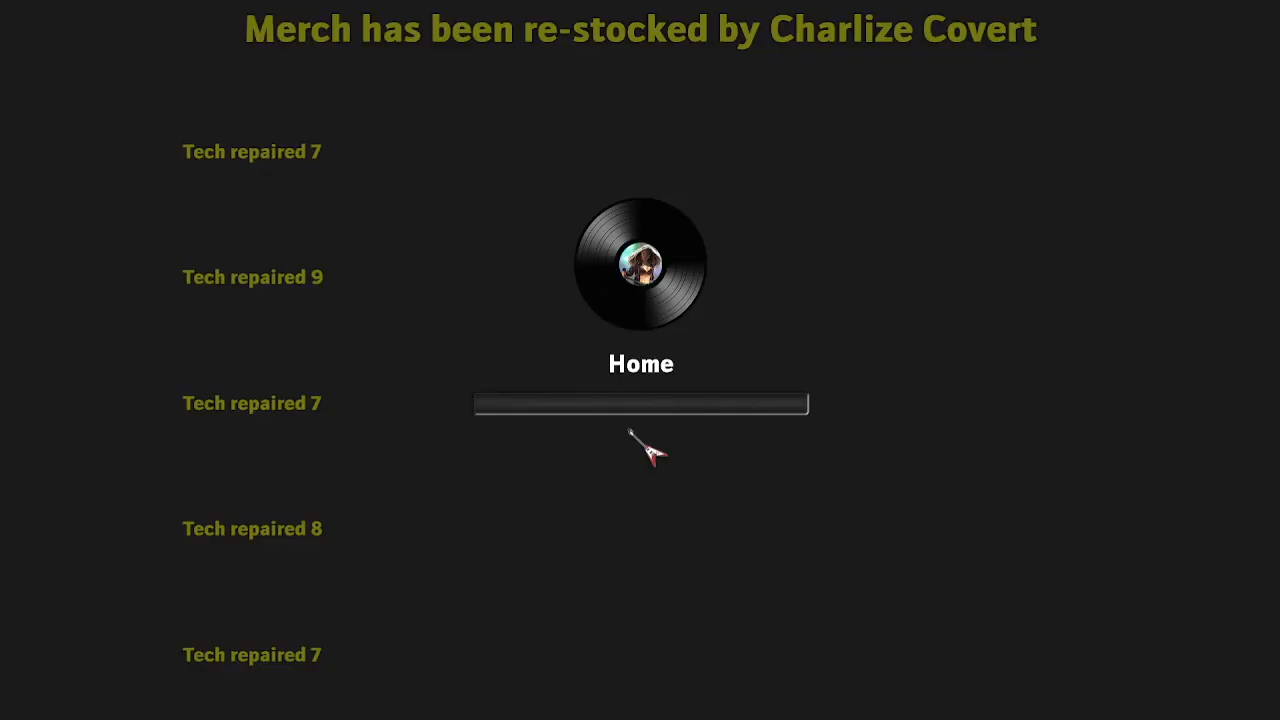 Merch has been re-stocked by Charlize Covert
Tech repaired 7
Tech repaired 9
Home
Tech repaired 7
Tech repaired 8
Tech repaired 7